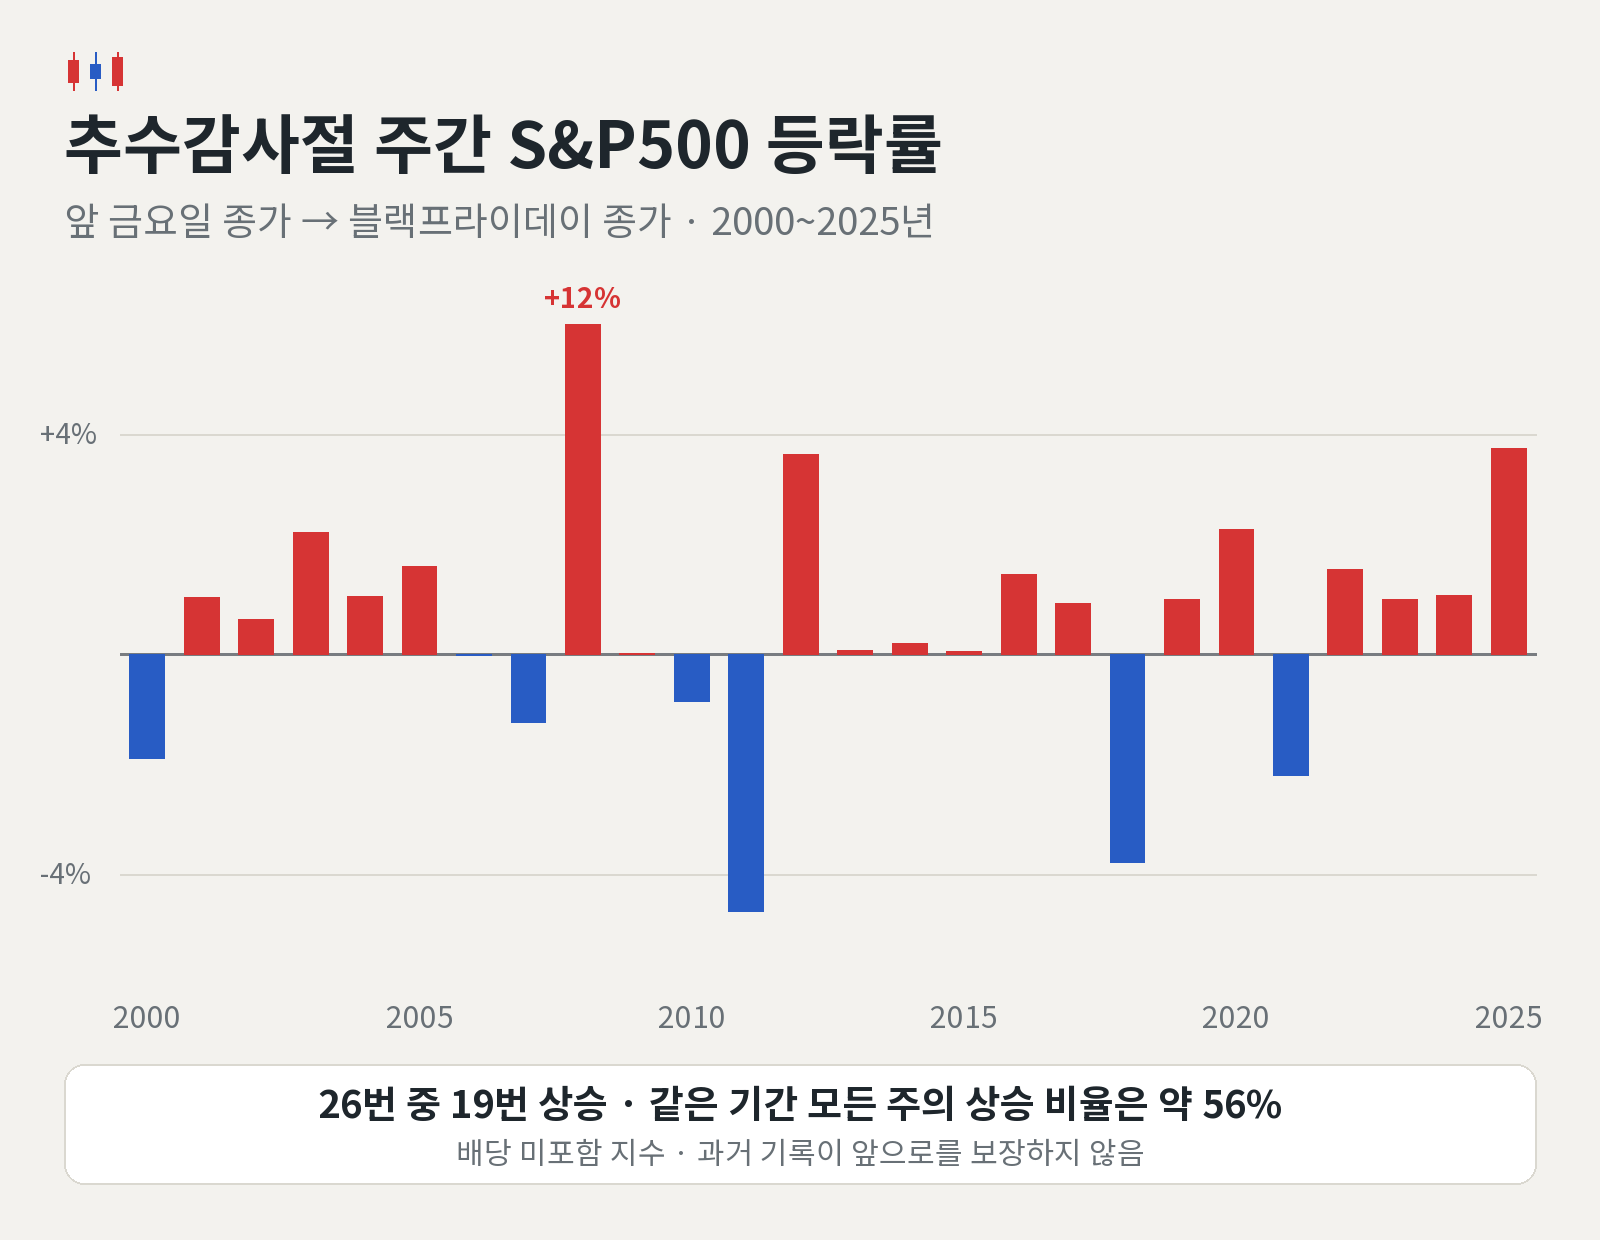 추수감사절 주간 S&P500 등락률
앞 금요일 종가 → 블랙프라이데이 종가 · 2000~2025년
+12%
+4%
-4%
2000 2005 2010 2015 2020 2025
26번 중 19번 상승 · 같은 기간 모든 주의 상승 비율은 약 56%
배당 미포함 지수 · 과거 기록이 앞으로를 보장하지 않음